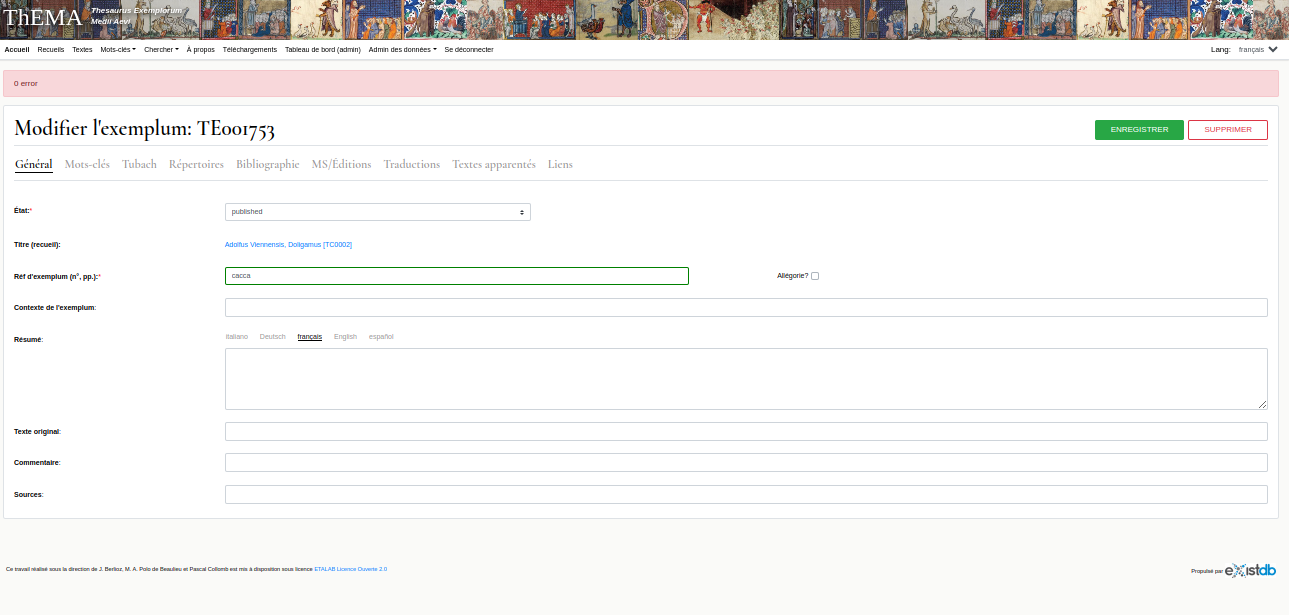 ThEMA Thesaurus Exemplorum
Medii Aevi
Accueil Recueils Textes Mots-clés Chercher À propos Téléchargements Tableau de bord (admin) Admin des données Se déconnecter Lang: français
0 error
Modifier l'exemplum: TE001753 ENREGISTRER SUPPRIMER
Général Mots-clés Tubach Répertoires Bibliographie MS/Éditions Traductions Textes apparentés Liens
État:* published
Titre (recueil): Adolfus Viennensis, Doligamus [TC0002]
Réf d'exemplum (n°, pp.):* cacca Allégorie?
Contexte de l'exemplum:
Résumé: italiano Deutsch français English español
Texte original:
Commentaire:
Sources:
Ce travail réalisé sous la direction de J. Berlioz, M. A. Polo de Beaulieu et Pascal Collomb est mis à disposition sous licence ETALAB Licence Ouverte 2.0
Propulsé par eXistdb